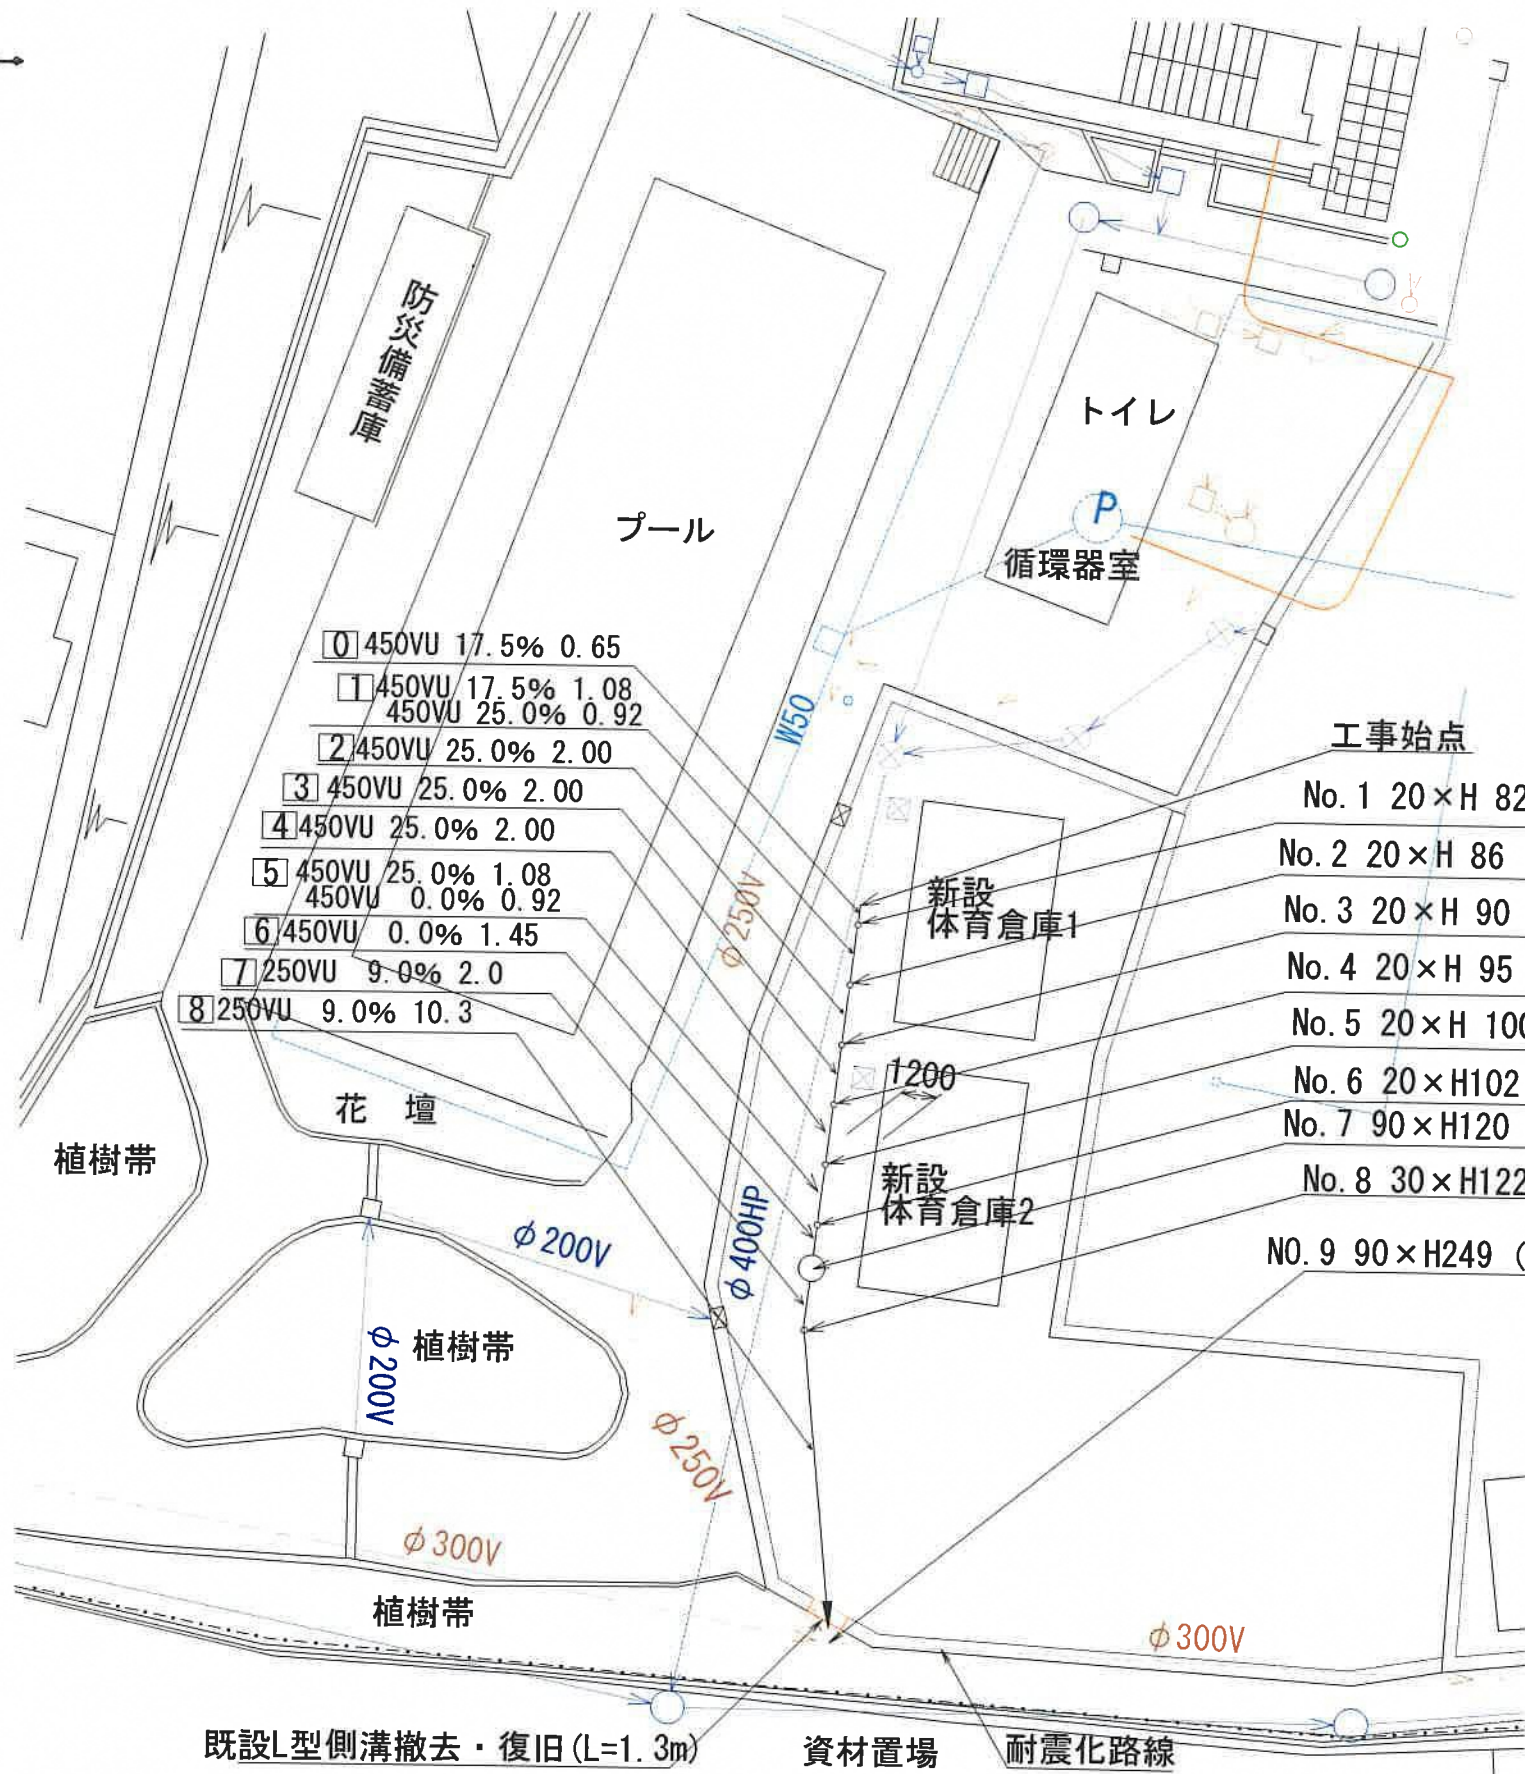 防災備蓄庫
プール
トイレ
P
循環器室
0 450VU 17.5% 0.65
1 450VU 17.5% 1.08
450VU 25.0% 0.92
2 450VU 25.0% 2.00
3 450VU 25.0% 2.00
4 450VU 25.0% 2.00
5 450VU 25.0% 1.08
450VU 0.0% 0.92
6 450VU 0.0% 1.45
7 250VU 9.0% 2.0
8 250VU 9.0% 10.3
W50
φ250V
工事始点
No.1 20×H 82
No.2 20×H 86
No.3 20×H 90
No.4 20×H 95
No.5 20×H 100
No.6 20×H102
No.7 90×H120
No.8 30×H122
NO.9 90×H249 (
新設
体育倉庫1
1200
新設
体育倉庫2
花 壇
植樹帯
φ200V
φ400HP
φ200V
植樹帯
φ250V
φ300V
植樹帯
φ300V
既設L型側溝撤去・復旧(L=1.3m)
資材置場
耐震化路線